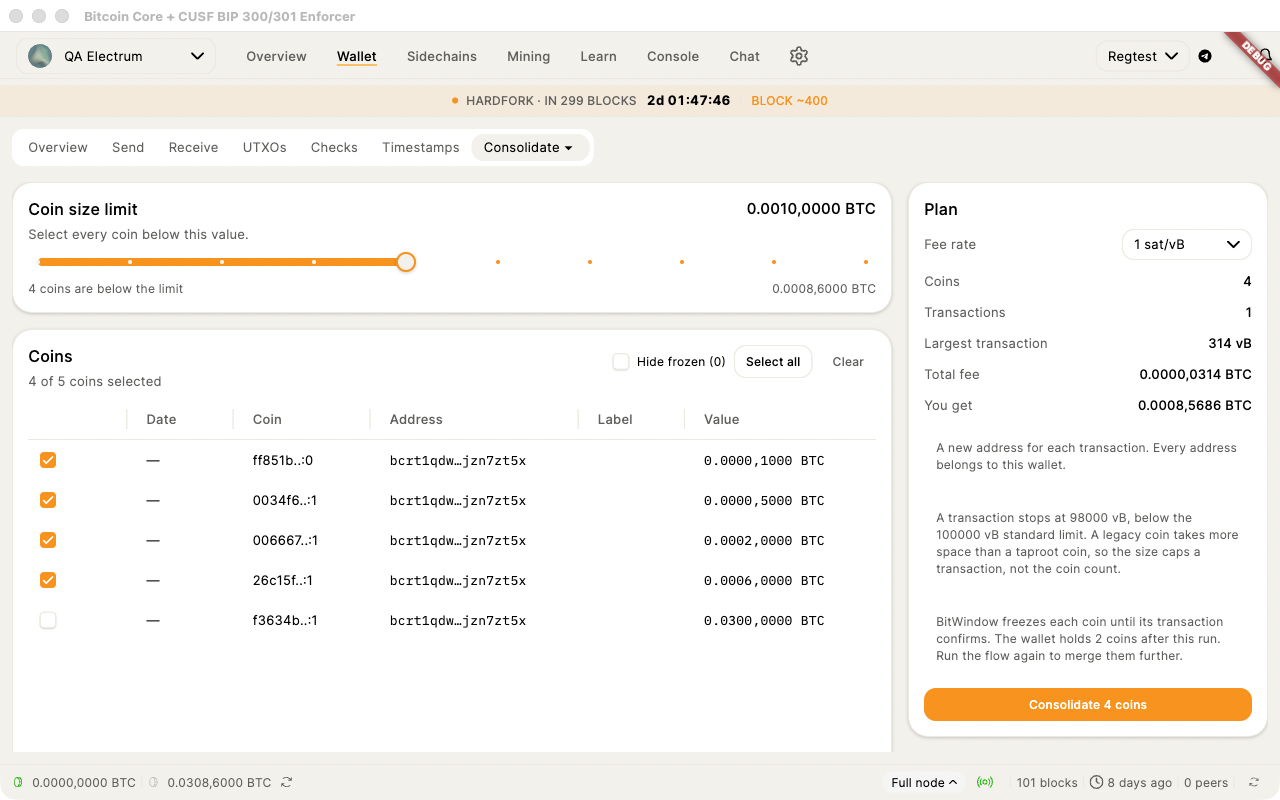 Bitcoin Core + CUSF BIP 300/301 Enforcer
QA Electrum
Overview
Wallet
Sidechains
Mining
Learn
Console
Chat
Regtest
DEBUG
HARDFORK · IN 299 BLOCKS 2d 01:47:46 BLOCK ~400
Overview
Send
Receive
UTXOs
Checks
Timestamps
Consolidate
Coin size limit
0.0010,0000 BTC
Select every coin below this value.
4 coins are below the limit
0.0008,6000 BTC
Coins
4 of 5 coins selected
Hide frozen (0)
Select all
Clear
Date Coin Address Label Value
— ff851b..:0 bcrt1qdw…jzn7zt5x 0.0000,1000 BTC
— 0034f6..:1 bcrt1qdw…jzn7zt5x 0.0000,5000 BTC
— 006667..:1 bcrt1qdw…jzn7zt5x 0.0002,0000 BTC
— 26c15f..:1 bcrt1qdw…jzn7zt5x 0.0006,0000 BTC
— f3634b..:1 bcrt1qdw…jzn7zt5x 0.0300,0000 BTC
Plan
Fee rate 1 sat/vB
Coins 4
Transactions 1
Largest transaction 314 vB
Total fee 0.0000,0314 BTC
You get 0.0008,5686 BTC
A new address for each transaction. Every address
belongs to this wallet.
A transaction stops at 98000 vB, below the
100000 vB standard limit. A legacy coin takes more
space than a taproot coin, so the size caps a
transaction, not the coin count.
BitWindow freezes each coin until its transaction
confirms. The wallet holds 2 coins after this run.
Run the flow again to merge them further.
Consolidate 4 coins
0.0000,0000 BTC
0.0308,6000 BTC
Full node
101 blocks
8 days ago
0 peers